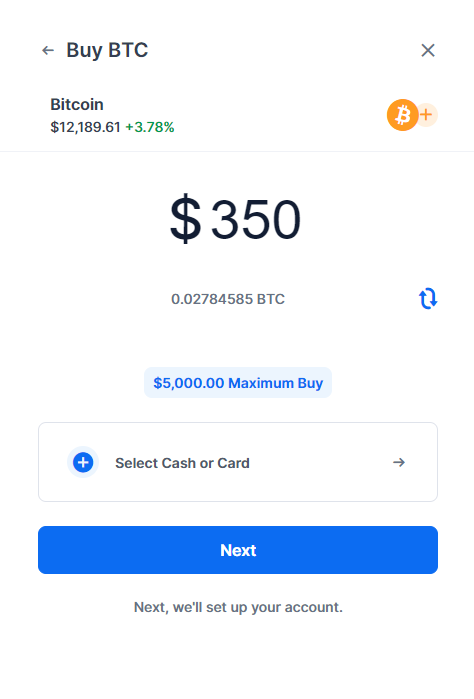 Buy BTC
Bitcoin
$12,189.61 +3.78%
$350
0.02784585 BTC
$5,000.00 Maximum Buy
Select Cash or Card
Next
Next, we'll set up your account.